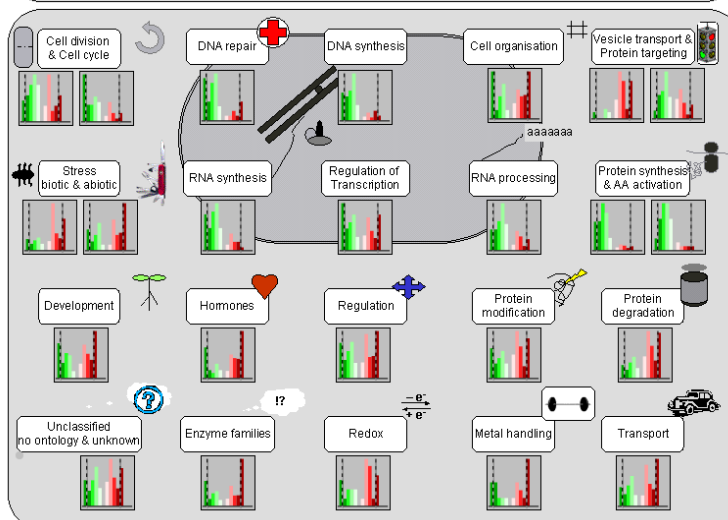 Cell division
& Cell cycle
DNA repair
DNA synthesis
Cell organisation
Vesicle transport &
Protein targeting
aaaaaaa
Stress
biotic & abiotic
RNA synthesis
Regulation of
Transcription
RNA processing
Protein synthesis
& AA activation
Development
Hormones
Regulation
Protein
modification
Protein
degradation
?
!?
– e⁻
+ e⁻
Unclassified
no ontology & unknown
Enzyme families
Redox
Metal handling
Transport